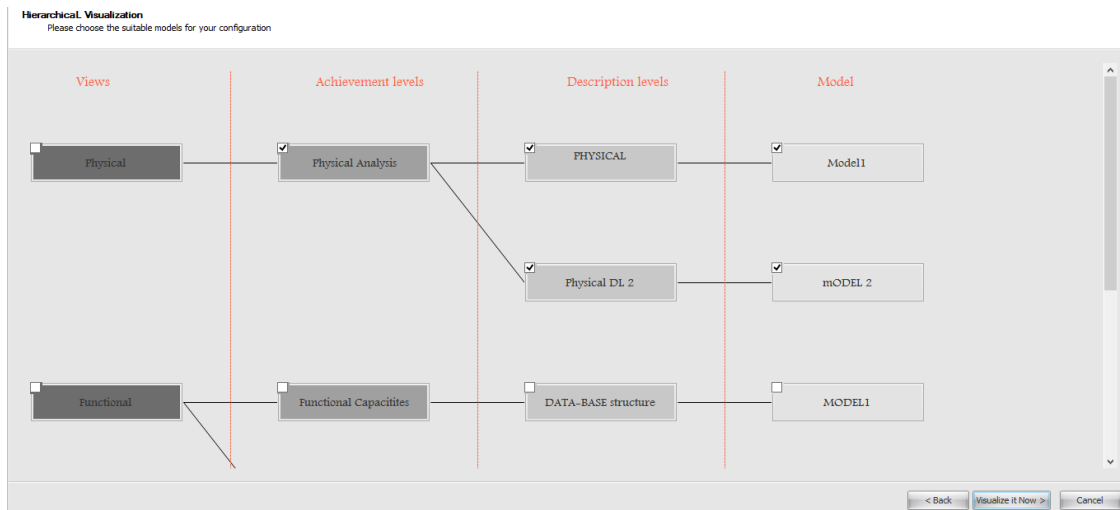 HierarchicaL Visualization
Please choose the suitable models for your configuration
Views
Achievement levels
Description levels
Model
Physical
Physical Analysis
PHYSICAL
Model1
Physical DL 2
mODEL 2
Functional
Functional Capacitites
DATA-BASE structure
MODEL1
< Back
Visualize it Now >
Cancel